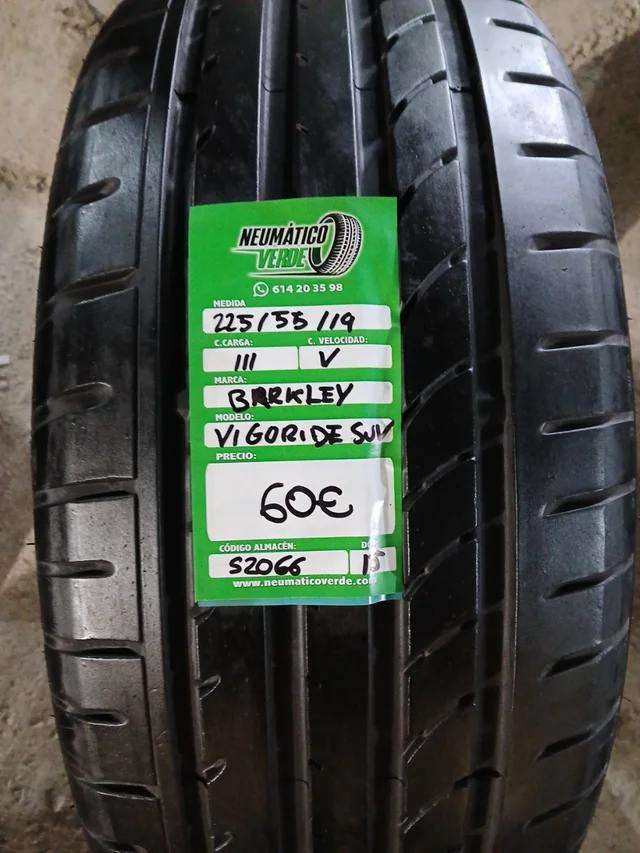 NEUMÁTICO
VERDE
614 20 35 98
MEDIDA
225/55/19
C.CARGA: C. VELOCIDAD:
111 V
MARCA:
BARKLEY
MODELO:
VIGORIDE SUV
PRECIO:
60€
CÓDIGO ALMACÉN:
S2066 15
www.neumaticoverde.com